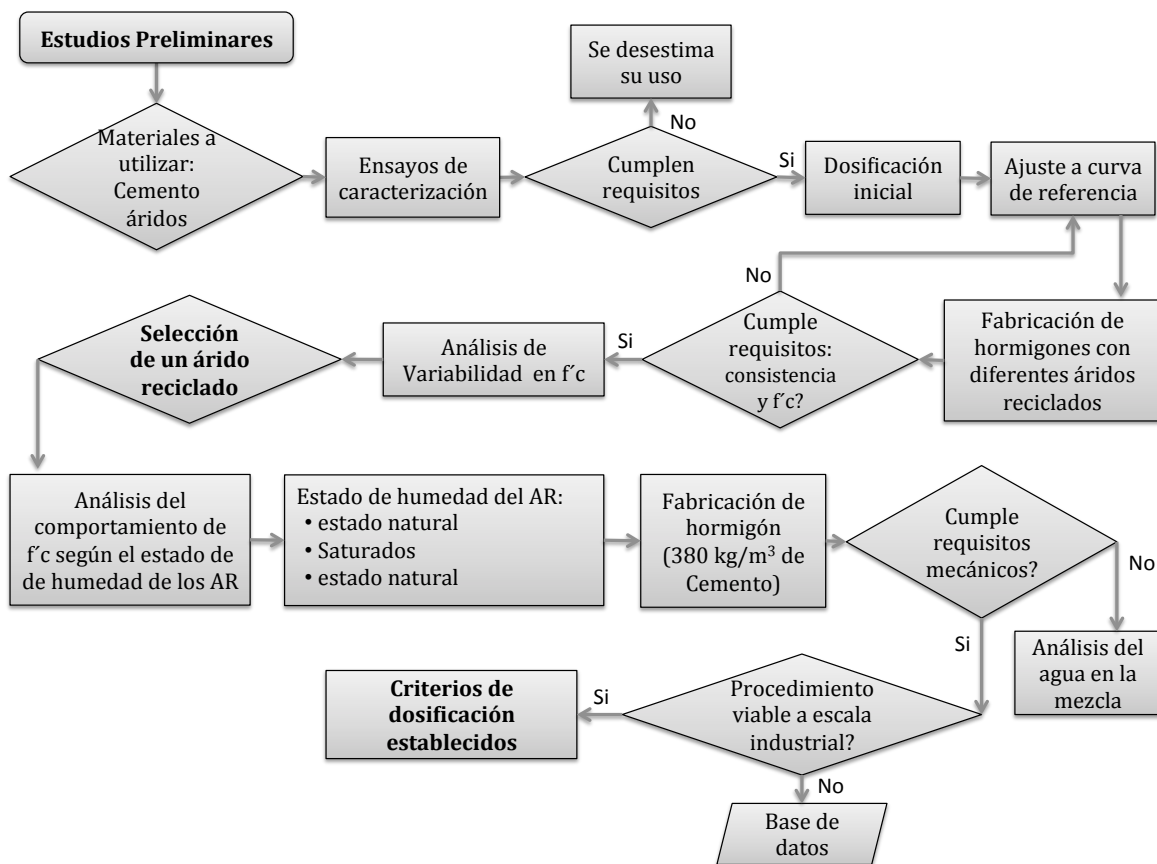 Estudios Preliminares
Materiales a
utilizar:
Cemento
áridos
Ensayos de
caracterización
Cumplen
requisitos
No
Se desestima
su uso
Si
Dosificación
inicial
Ajuste a curva
de referencia
Fabricación de
hormigones con
diferentes áridos
reciclados
Cumple
requisitos:
consistencia
y f´c?
No
Si
Análisis de
Variabilidad en f´c
Selección
de un árido
reciclado
Análisis del
comportamiento de
f´c según el estado de
de humedad de los AR
Estado de humedad del AR:
• estado natural
• Saturados
• estado natural
Fabricación de
hormigón
(380 kg/m³ de
Cemento)
Cumple
requisitos
mecánicos?
No
Análisis del
agua en la
mezcla
Si
Procedimiento
viable a escala
industrial?
Si
Criterios de
dosificación
establecidos
No
Base de
datos